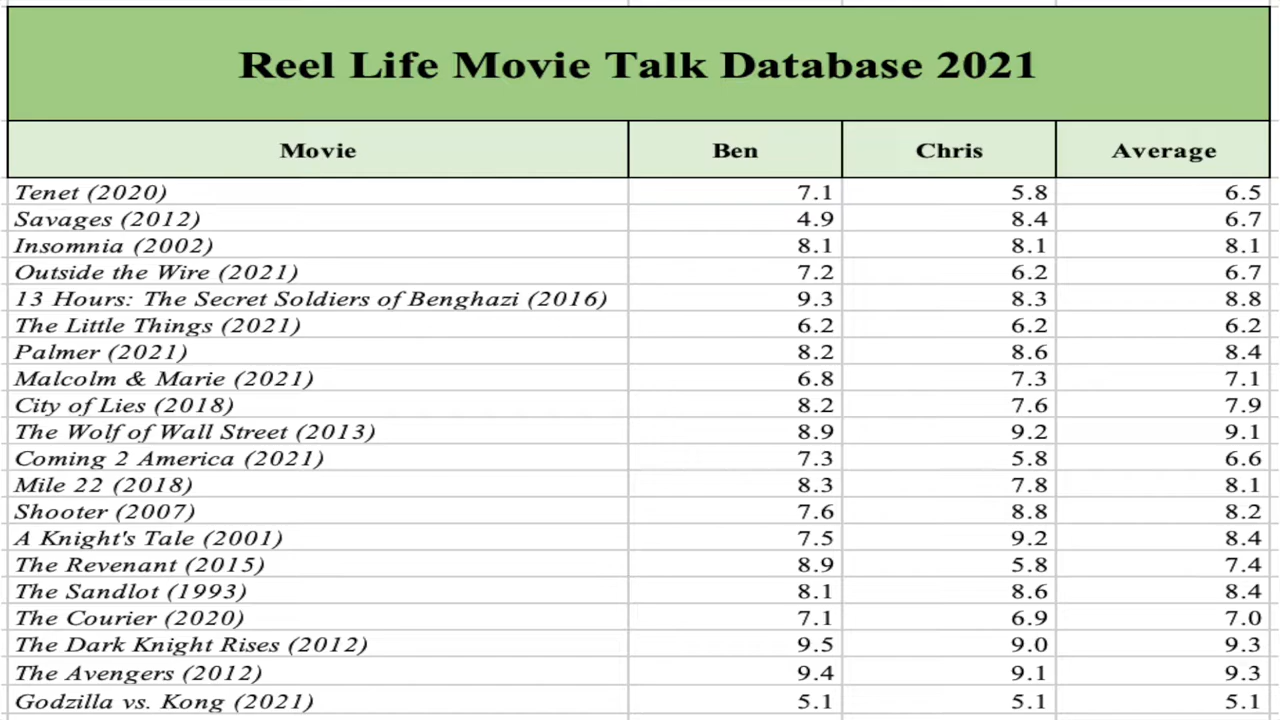 Reel Life Movie Talk Database 2021
Movie Ben Chris Average
Tenet (2020) 7.1 5.8 6.5
Savages (2012) 4.9 8.4 6.7
Insomnia (2002) 8.1 8.1 8.1
Outside the Wire (2021) 7.2 6.2 6.7
13 Hours: The Secret Soldiers of Benghazi (2016) 9.3 8.3 8.8
The Little Things (2021) 6.2 6.2 6.2
Palmer (2021) 8.2 8.6 8.4
Malcolm & Marie (2021) 6.8 7.3 7.1
City of Lies (2018) 8.2 7.6 7.9
The Wolf of Wall Street (2013) 8.9 9.2 9.1
Coming 2 America (2021) 7.3 5.8 6.6
Mile 22 (2018) 8.3 7.8 8.1
Shooter (2007) 7.6 8.8 8.2
A Knight's Tale (2001) 7.5 9.2 8.4
The Revenant (2015) 8.9 5.8 7.4
The Sandlot (1993) 8.1 8.6 8.4
The Courier (2020) 7.1 6.9 7.0
The Dark Knight Rises (2012) 9.5 9.0 9.3
The Avengers (2012) 9.4 9.1 9.3
Godzilla vs. Kong (2021) 5.1 5.1 5.1